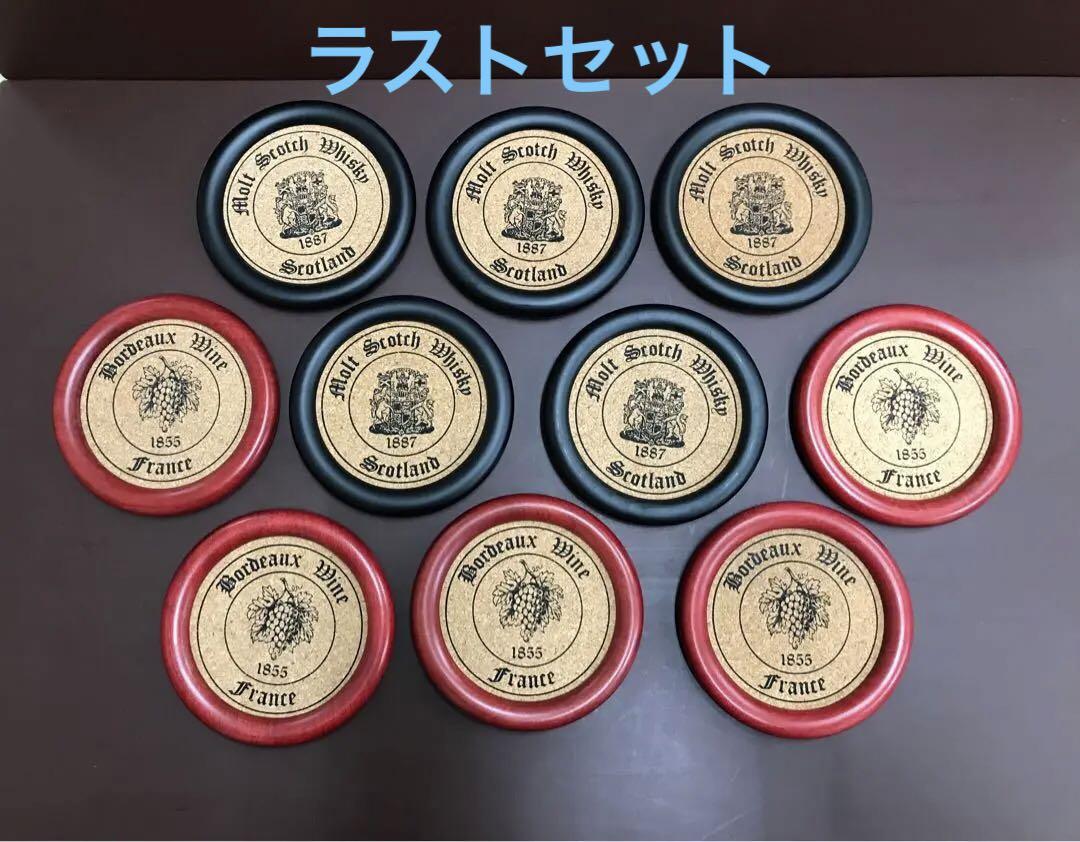 ラストセット
Molt Scotch Whisky
1887
Scotland
Molt Scotch Whisky
1887
Scotland
Molt Scotch Whisky
1887
Scotland
Bordeaux Wine
1855
France
Molt Scotch Whisky
1887
Scotland
Molt Scotch Whisky
1887
Scotland
Bordeaux Wine
1855
France
Bordeaux Wine
1855
France
Bordeaux Wine
1855
France
Bordeaux Wine
1855
France